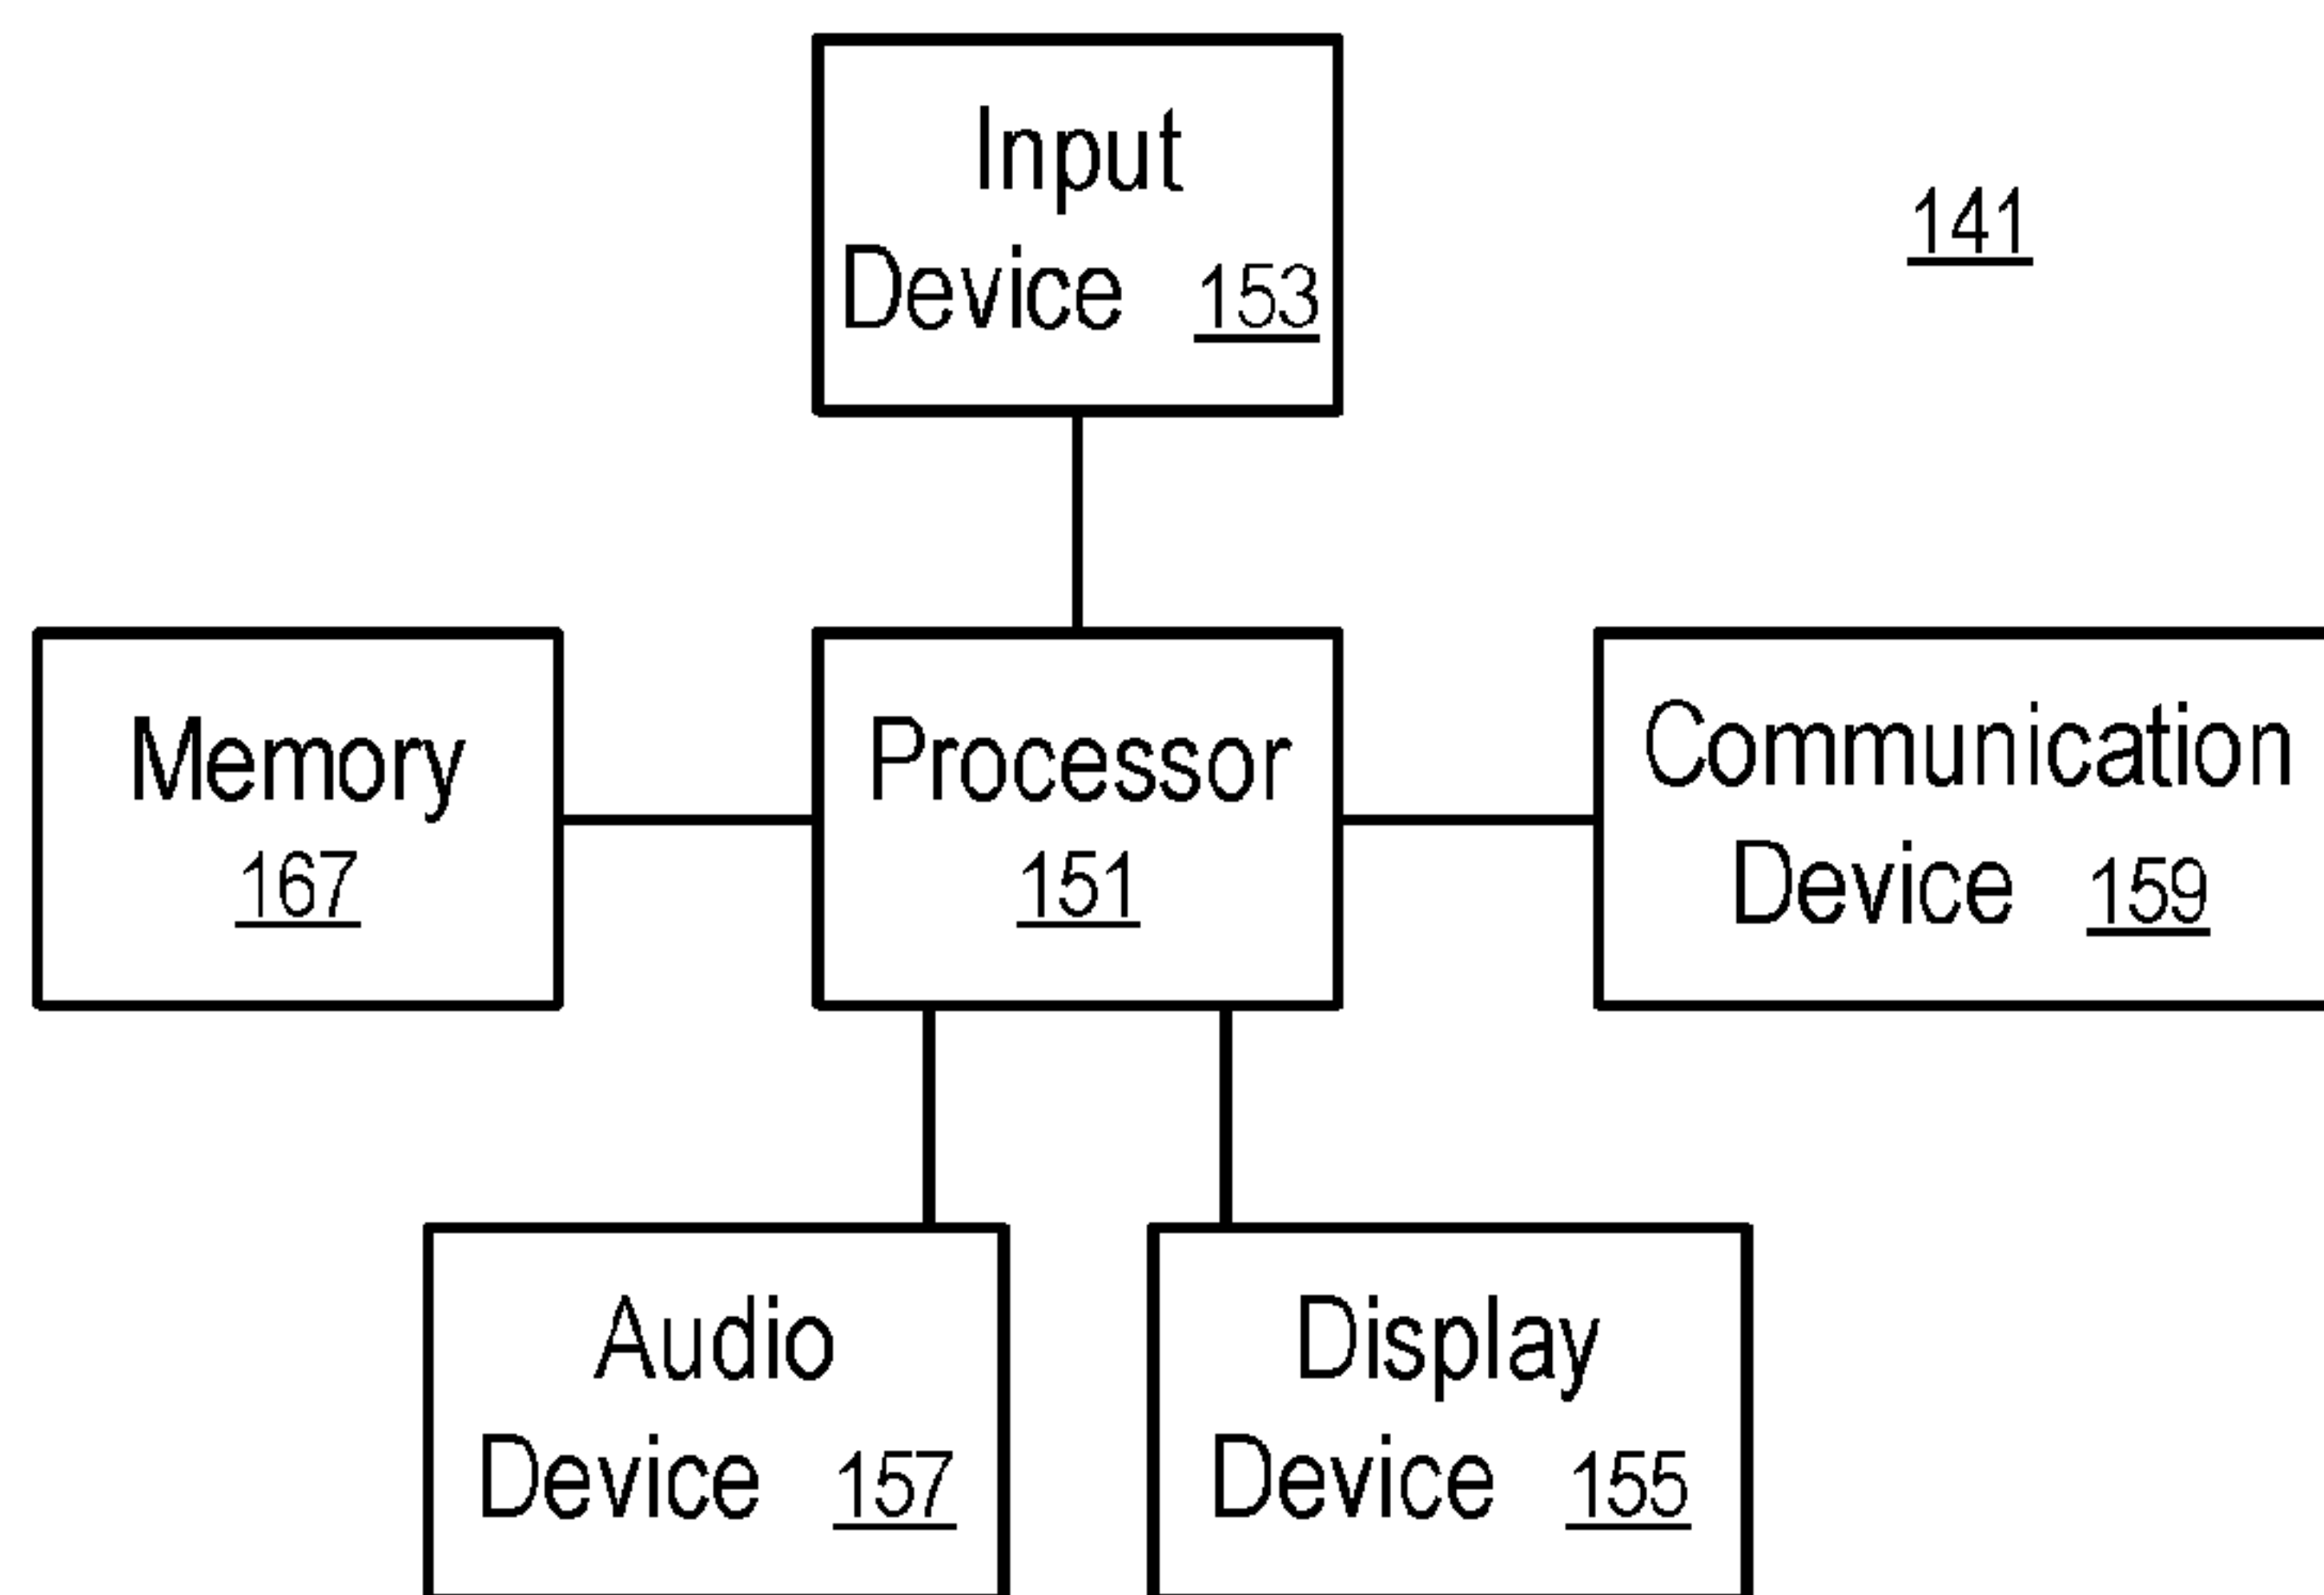 Input
Device 153
141
Memory
167
Processor
151
Communication
Device 159
Audio
Device 157
Display
Device 155